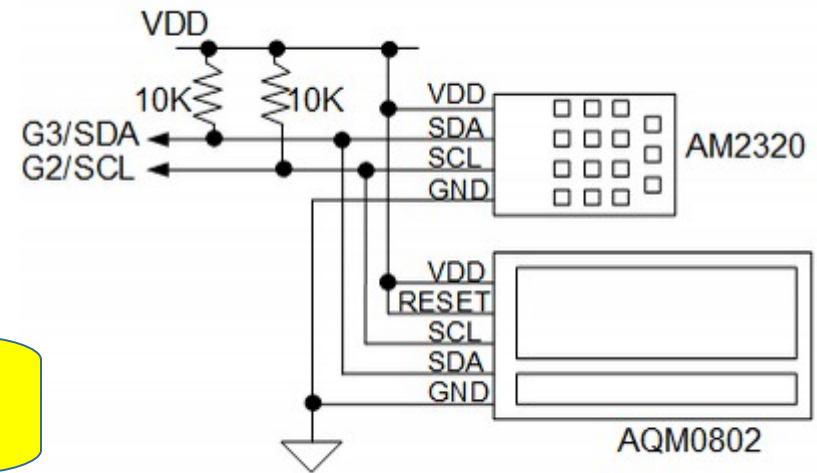 VDD
10K
10K
G3/SDA
G2/SCL
VDD
SDA
SCL
GND
AM2320
VDD
RESET
SCL
SDA
GND
AQM0802